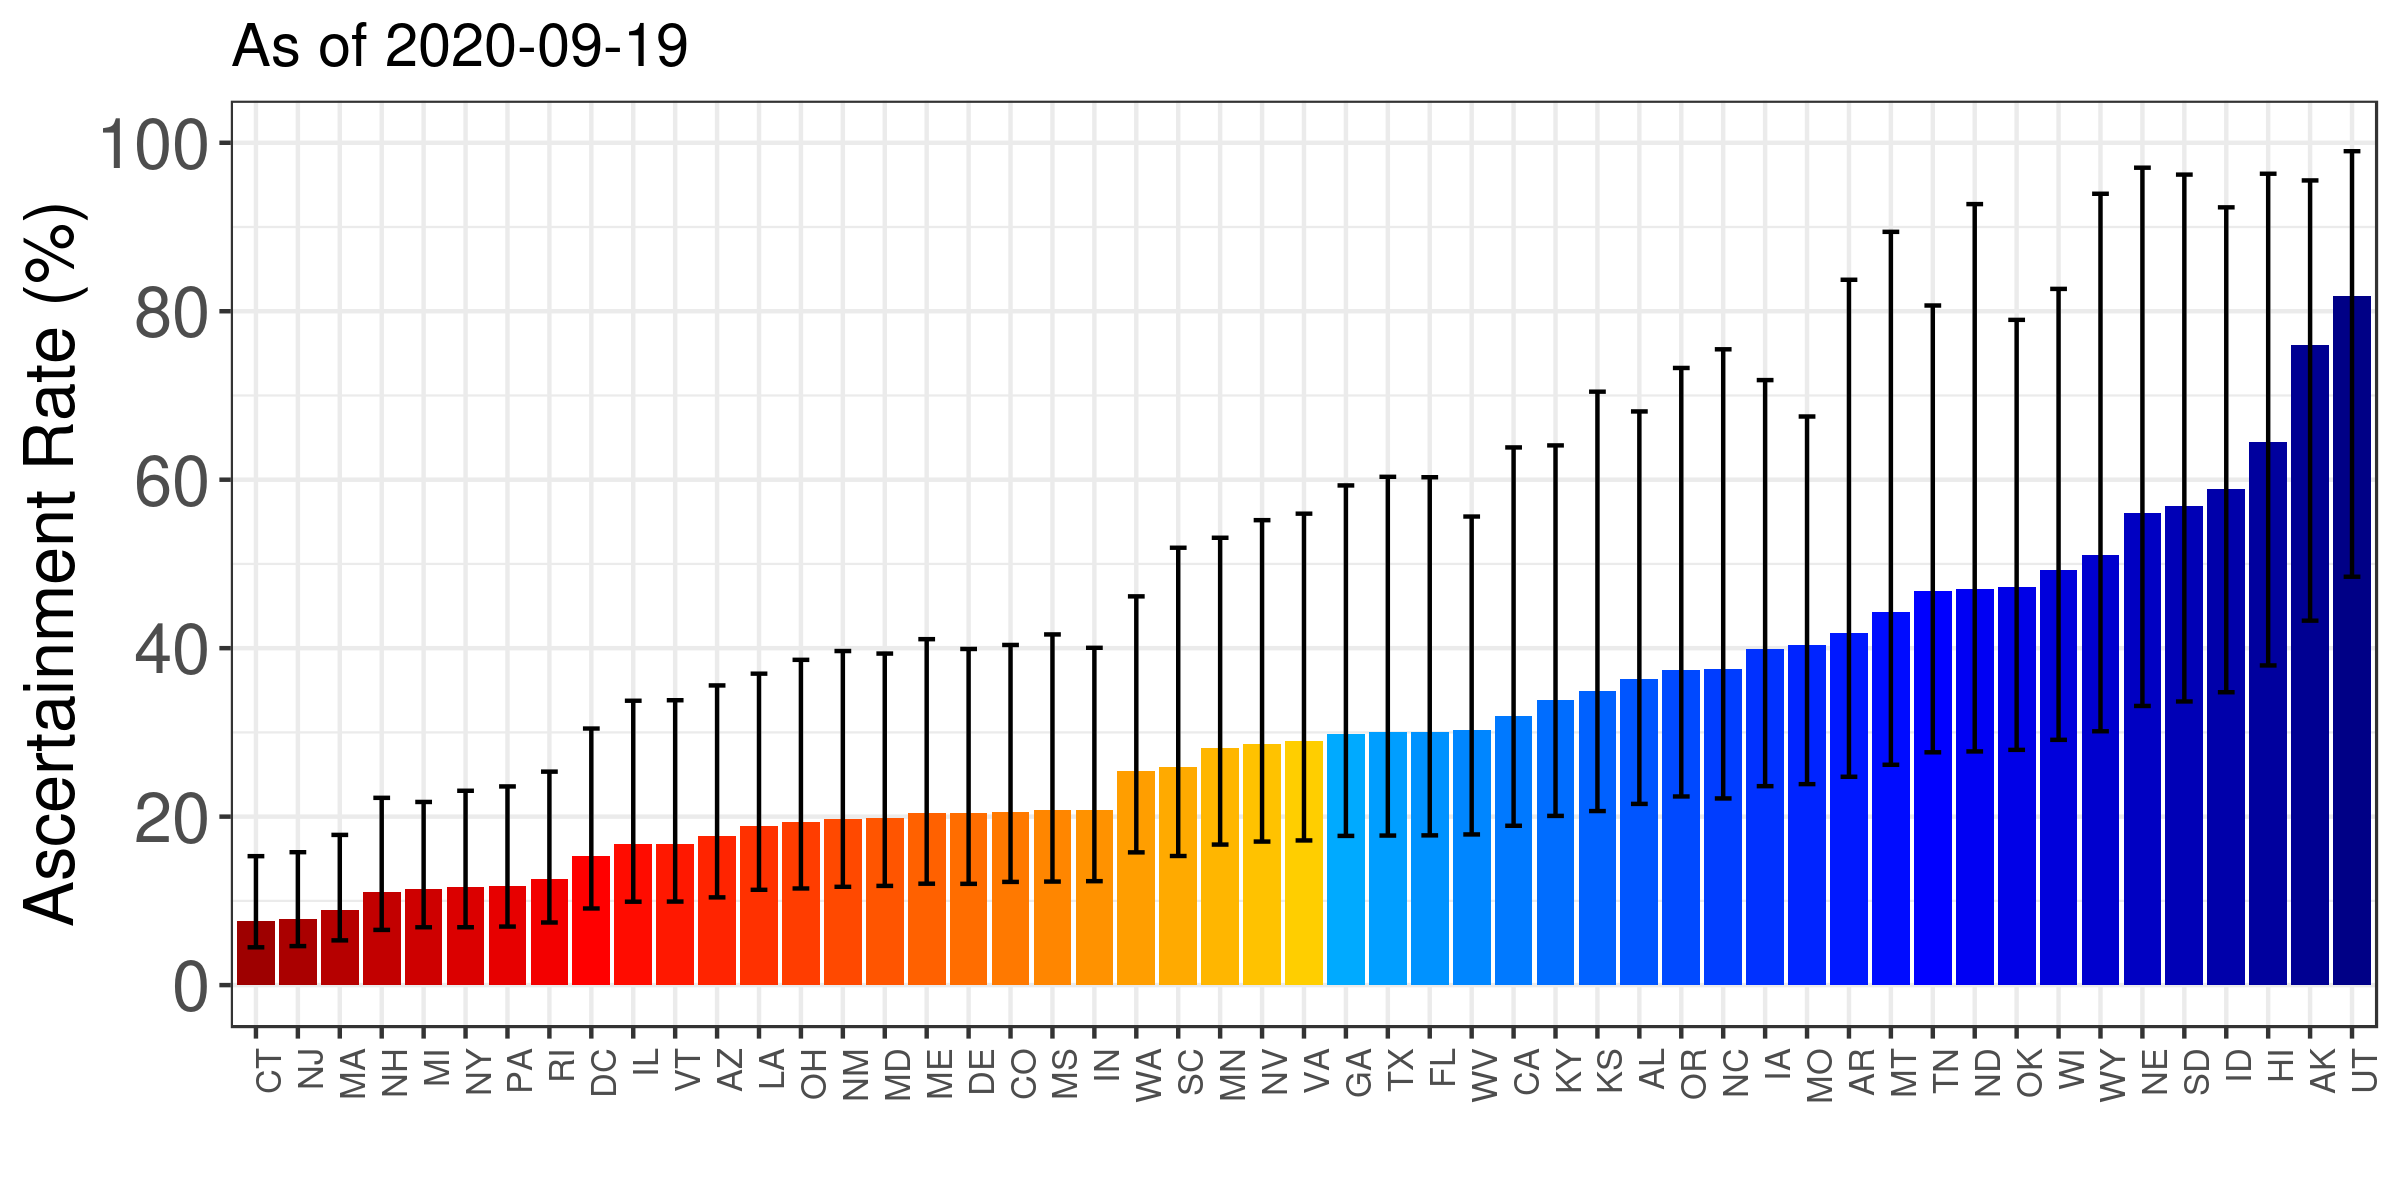 As of 2020-09-19
Ascertainment Rate (%)
100
80
60
40
20
0
CT NJ MA NH MI NY PA RI DC IL VT AZ LA OH NM MD ME DE CO MS IN WA SC MN NV VA GA TX FL WV CA KY KS AL OR NC IA MO AR MT TN ND OK WI WY NE SD ID HI AK UT